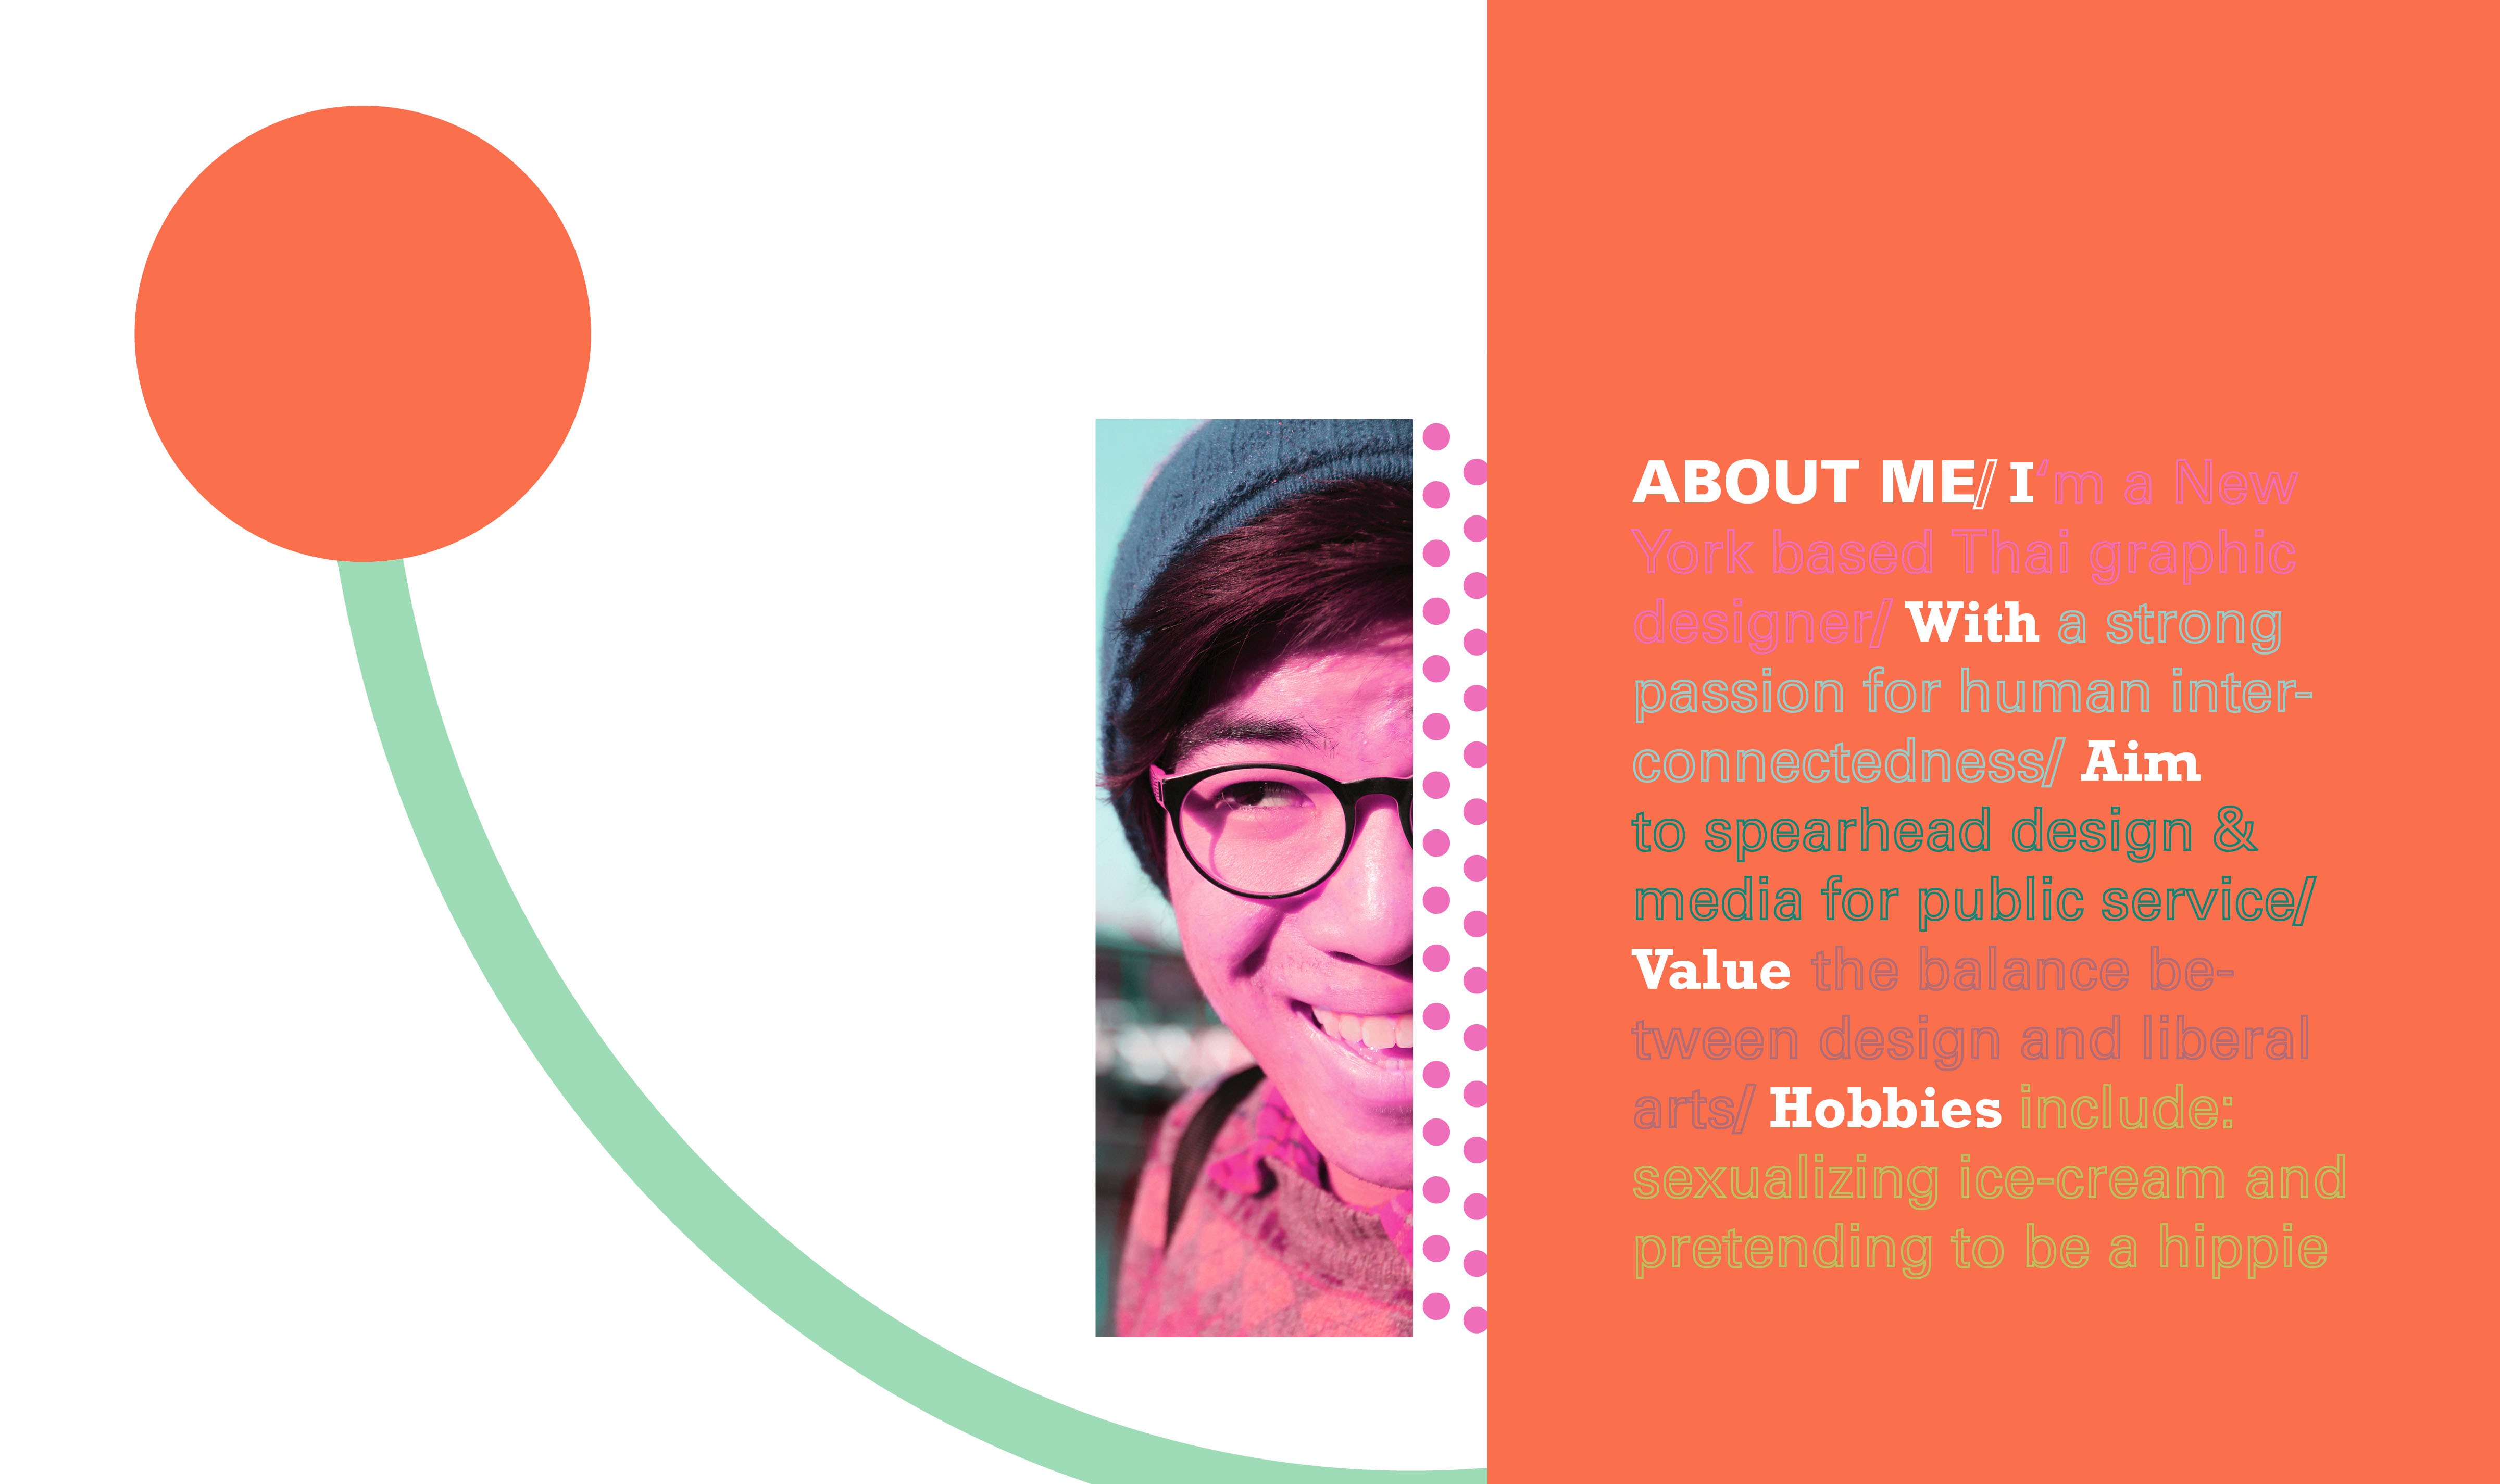 ABOUT ME/ I'm a New
York based Thai graphic
designer/ With a strong
passion for human inter-
connectedness/ Aim
to spearhead design &
media for public service/
Value the balance be-
tween design and liberal
arts/ Hobbies include:
sexualizing ice-cream and
pretending to be a hippie